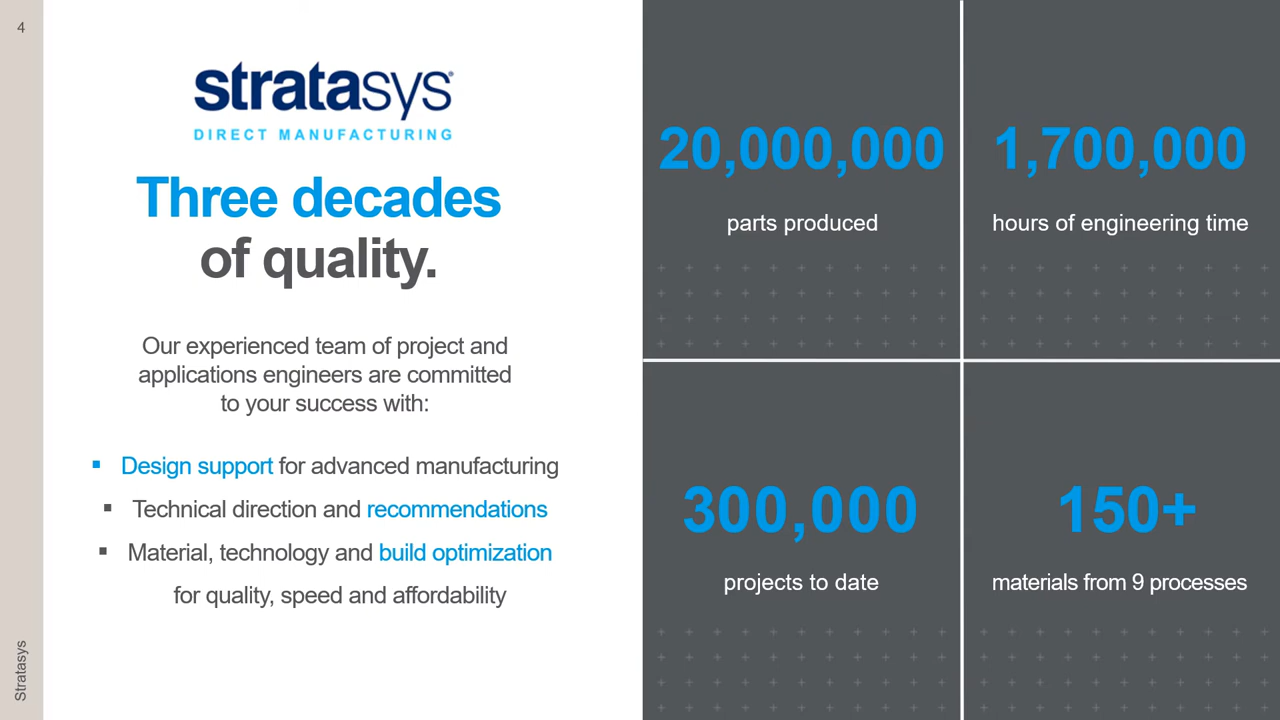 4
stratasys®
DIRECT MANUFACTURING
Three decades
of quality.
Our experienced team of project and
applications engineers are committed
to your success with:
▪ Design support for advanced manufacturing
▪ Technical direction and recommendations
▪ Material, technology and build optimization
for quality, speed and affordability
Stratasys
20,000,000
parts produced
1,700,000
hours of engineering time
300,000
projects to date
150+
materials from 9 processes